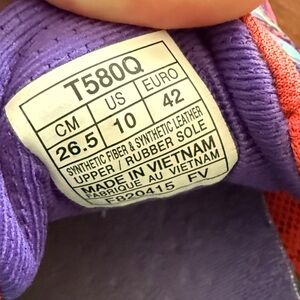 T580Q
CM US EURO
26.5 10 42
SYNTHETIC FIBER & SYNTHETIC LEATHER
UPPER / RUBBER SOLE
MADE IN VIETNAM
FABRIQUE AU VIETNAM
F820415 FV